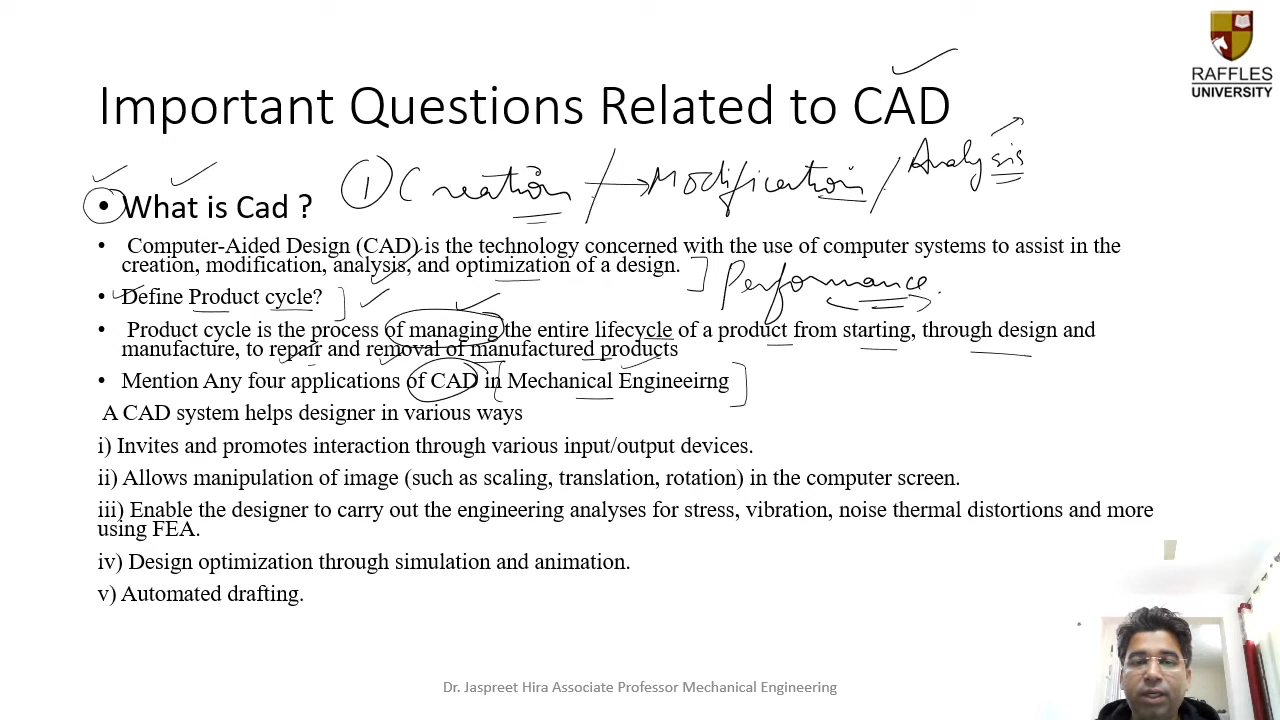 RAFFLES
UNIVERSITY
Important Questions Related to CAD
① Creation / → Modification / Analysis
• What is Cad ?
• Computer-Aided Design (CAD) is the technology concerned with the use of computer systems to assist in the
creation, modification, analysis, and optimization of a design.
Performance.
• Define Product cycle?
• Product cycle is the process of managing the entire lifecycle of a product from starting, through design and
manufacture, to repair and removal of manufactured products
• Mention Any four applications of CAD in Mechanical Engineeirng
A CAD system helps designer in various ways
i) Invites and promotes interaction through various input/output devices.
ii) Allows manipulation of image (such as scaling, translation, rotation) in the computer screen.
iii) Enable the designer to carry out the engineering analyses for stress, vibration, noise thermal distortions and more
using FEA.
iv) Design optimization through simulation and animation.
v) Automated drafting.
Dr. Jaspreet Hira Associate Professor Mechanical Engineering